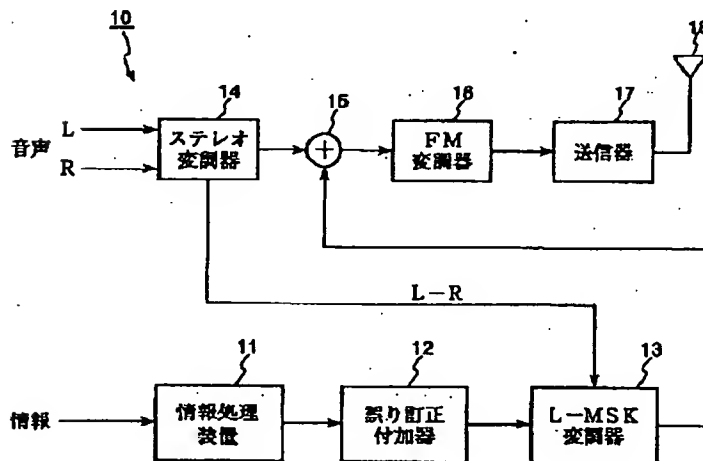 10
14
15
16
17
18
音声
L
R
ステレオ
変調器
+
FM
変調器
送信器
L-R
11
12
13
情報
情報処理
装置
誤り訂正
付加器
L-MSK
変調器